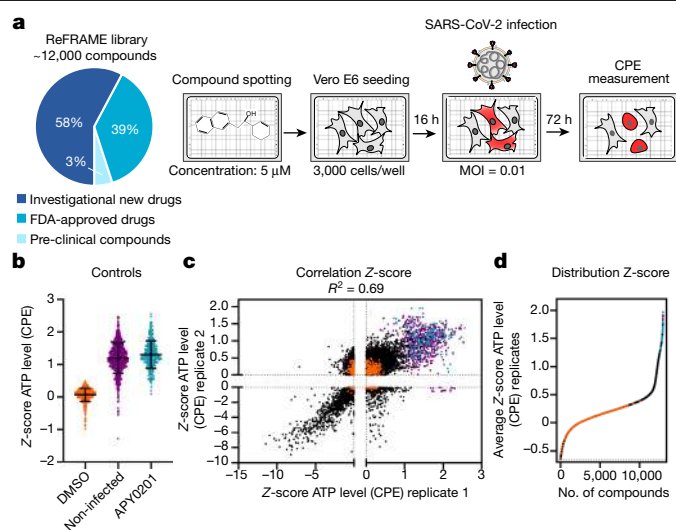 a
ReFRAME library
~12,000 compounds
58%
39%
3%
Investigational new drugs
FDA-approved drugs
Pre-clinical compounds
Compound spotting
OH
Concentration: 5 μM
Vero E6 seeding
3,000 cells/well
16 h
SARS-CoV-2 infection
MOI = 0.01
72 h
CPE
measurement
b
Controls
Z-score ATP level (CPE)
3
2
1
0
−1
−2
DMSO
Non-infected
APY0201
c
Correlation Z-score
R² = 0.69
Z-score ATP level
(CPE) replicate 2
2.0
1.5
1.0
0.5
0
0
−2
−4
−6
−8
−10
−15
−10
−5
0
1
2
3
Z-score ATP level (CPE) replicate 1
d
Distribution Z-score
Average Z-score ATP level
(CPE) replicates
2.0
1.5
1.0
0.5
0
−0.5
0
5,000
10,000
No. of compounds